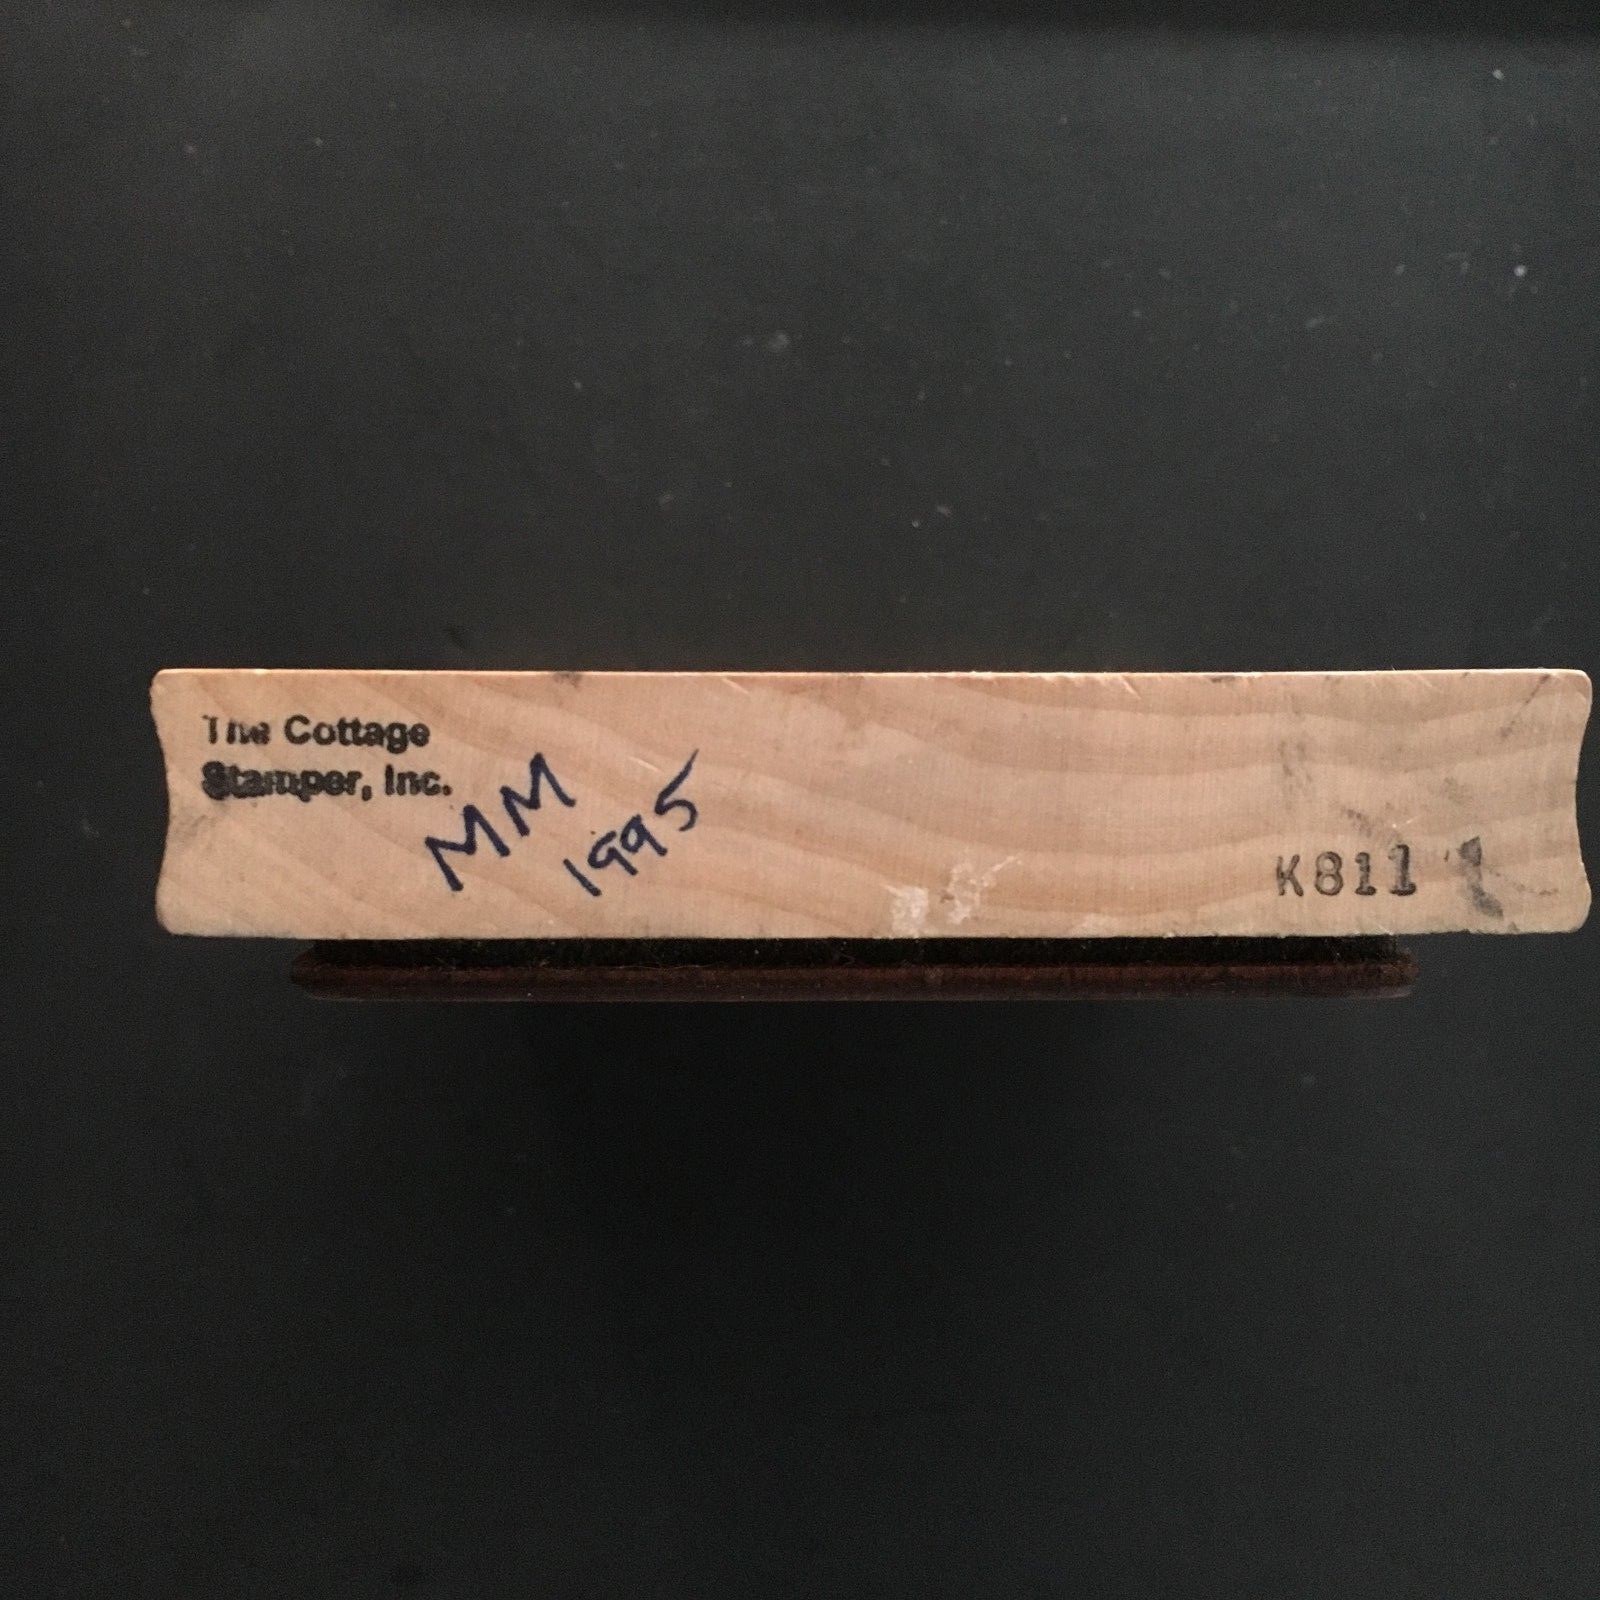 The Cottage
Stamper, Inc.
MM
1995
K811